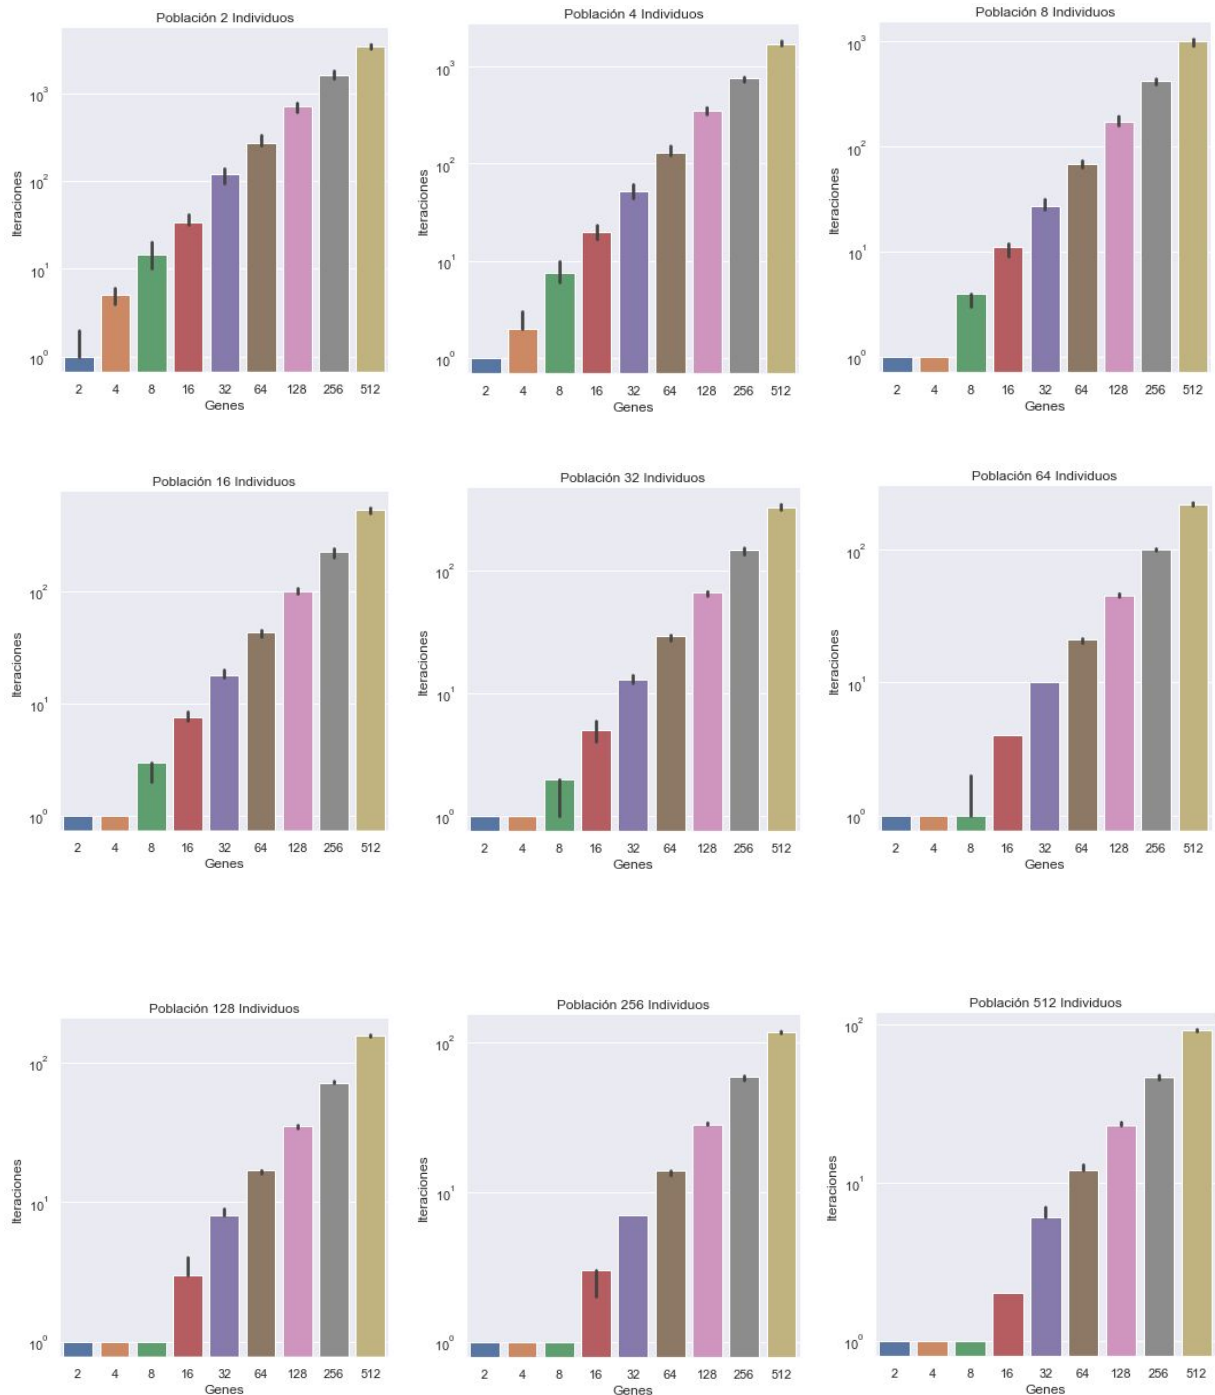 Población 2 Individuos
Iteraciones
10^3
10^2
10^1
10^0
2 4 8 16 32 64 128 256 512
Genes
Población 4 Individuos
Iteraciones
10^3
10^2
10^1
10^0
2 4 8 16 32 64 128 256 512
Genes
Población 8 Individuos
Iteraciones
10^3
10^2
10^1
10^0
2 4 8 16 32 64 128 256 512
Genes
Población 16 Individuos
Iteraciones
10^2
10^1
10^0
2 4 8 16 32 64 128 256 512
Genes
Población 32 Individuos
Iteraciones
10^2
10^1
10^0
2 4 8 16 32 64 128 256 512
Genes
Población 64 Individuos
Iteraciones
10^2
10^1
10^0
2 4 8 16 32 64 128 256 512
Genes
Población 128 Individuos
Iteraciones
10^2
10^1
10^0
2 4 8 16 32 64 128 256 512
Genes
Población 256 Individuos
Iteraciones
10^2
10^1
10^0
2 4 8 16 32 64 128 256 512
Genes
Población 512 Individuos
Iteraciones
10^2
10^1
10^0
2 4 8 16 32 64 128 256 512
Genes